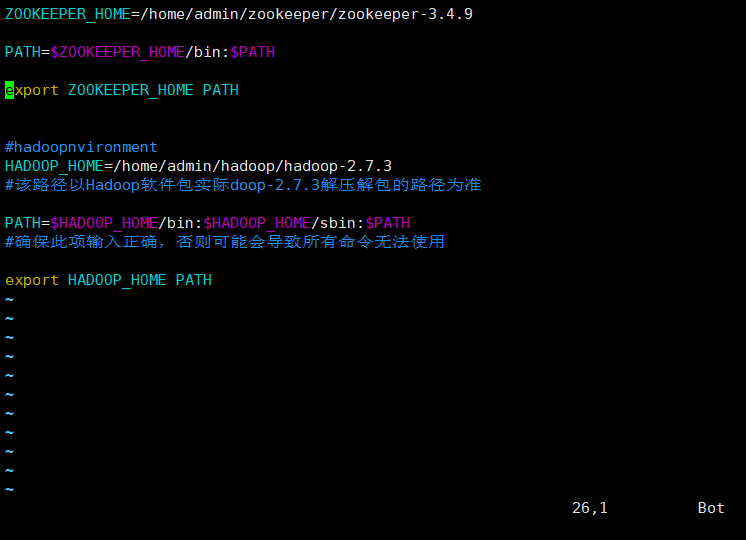 ZOOKEEPER_HOME=/home/admin/zookeeper/zookeeper-3.4.9
PATH=$ZOOKEEPER_HOME/bin:$PATH
export ZOOKEEPER_HOME PATH
#hadoopnvironment
HADOOP_HOME=/home/admin/hadoop/hadoop-2.7.3
#该路径以Hadoop软件包实际doop-2.7.3解压解包的路径为准
PATH=$HADOOP_HOME/bin:$HADOOP_HOME/sbin:$PATH
#确保此项输入正确，否则可能会导致所有命令无法使用
export HADOOP_HOME PATH
~
~
~
~
~
~
~
~
~
~
~
26,1 Bot